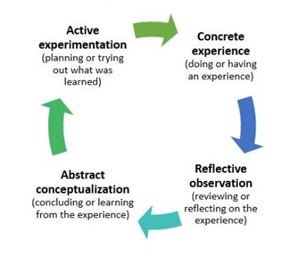 Active
experimentation
(planning or trying
out what was
learned)
Concrete
experience
(doing or having
an experience)
Reflective
observation
(reviewing or
reflecting on the
experience)
Abstract
conceptualization
(concluding or learning
from the experience)